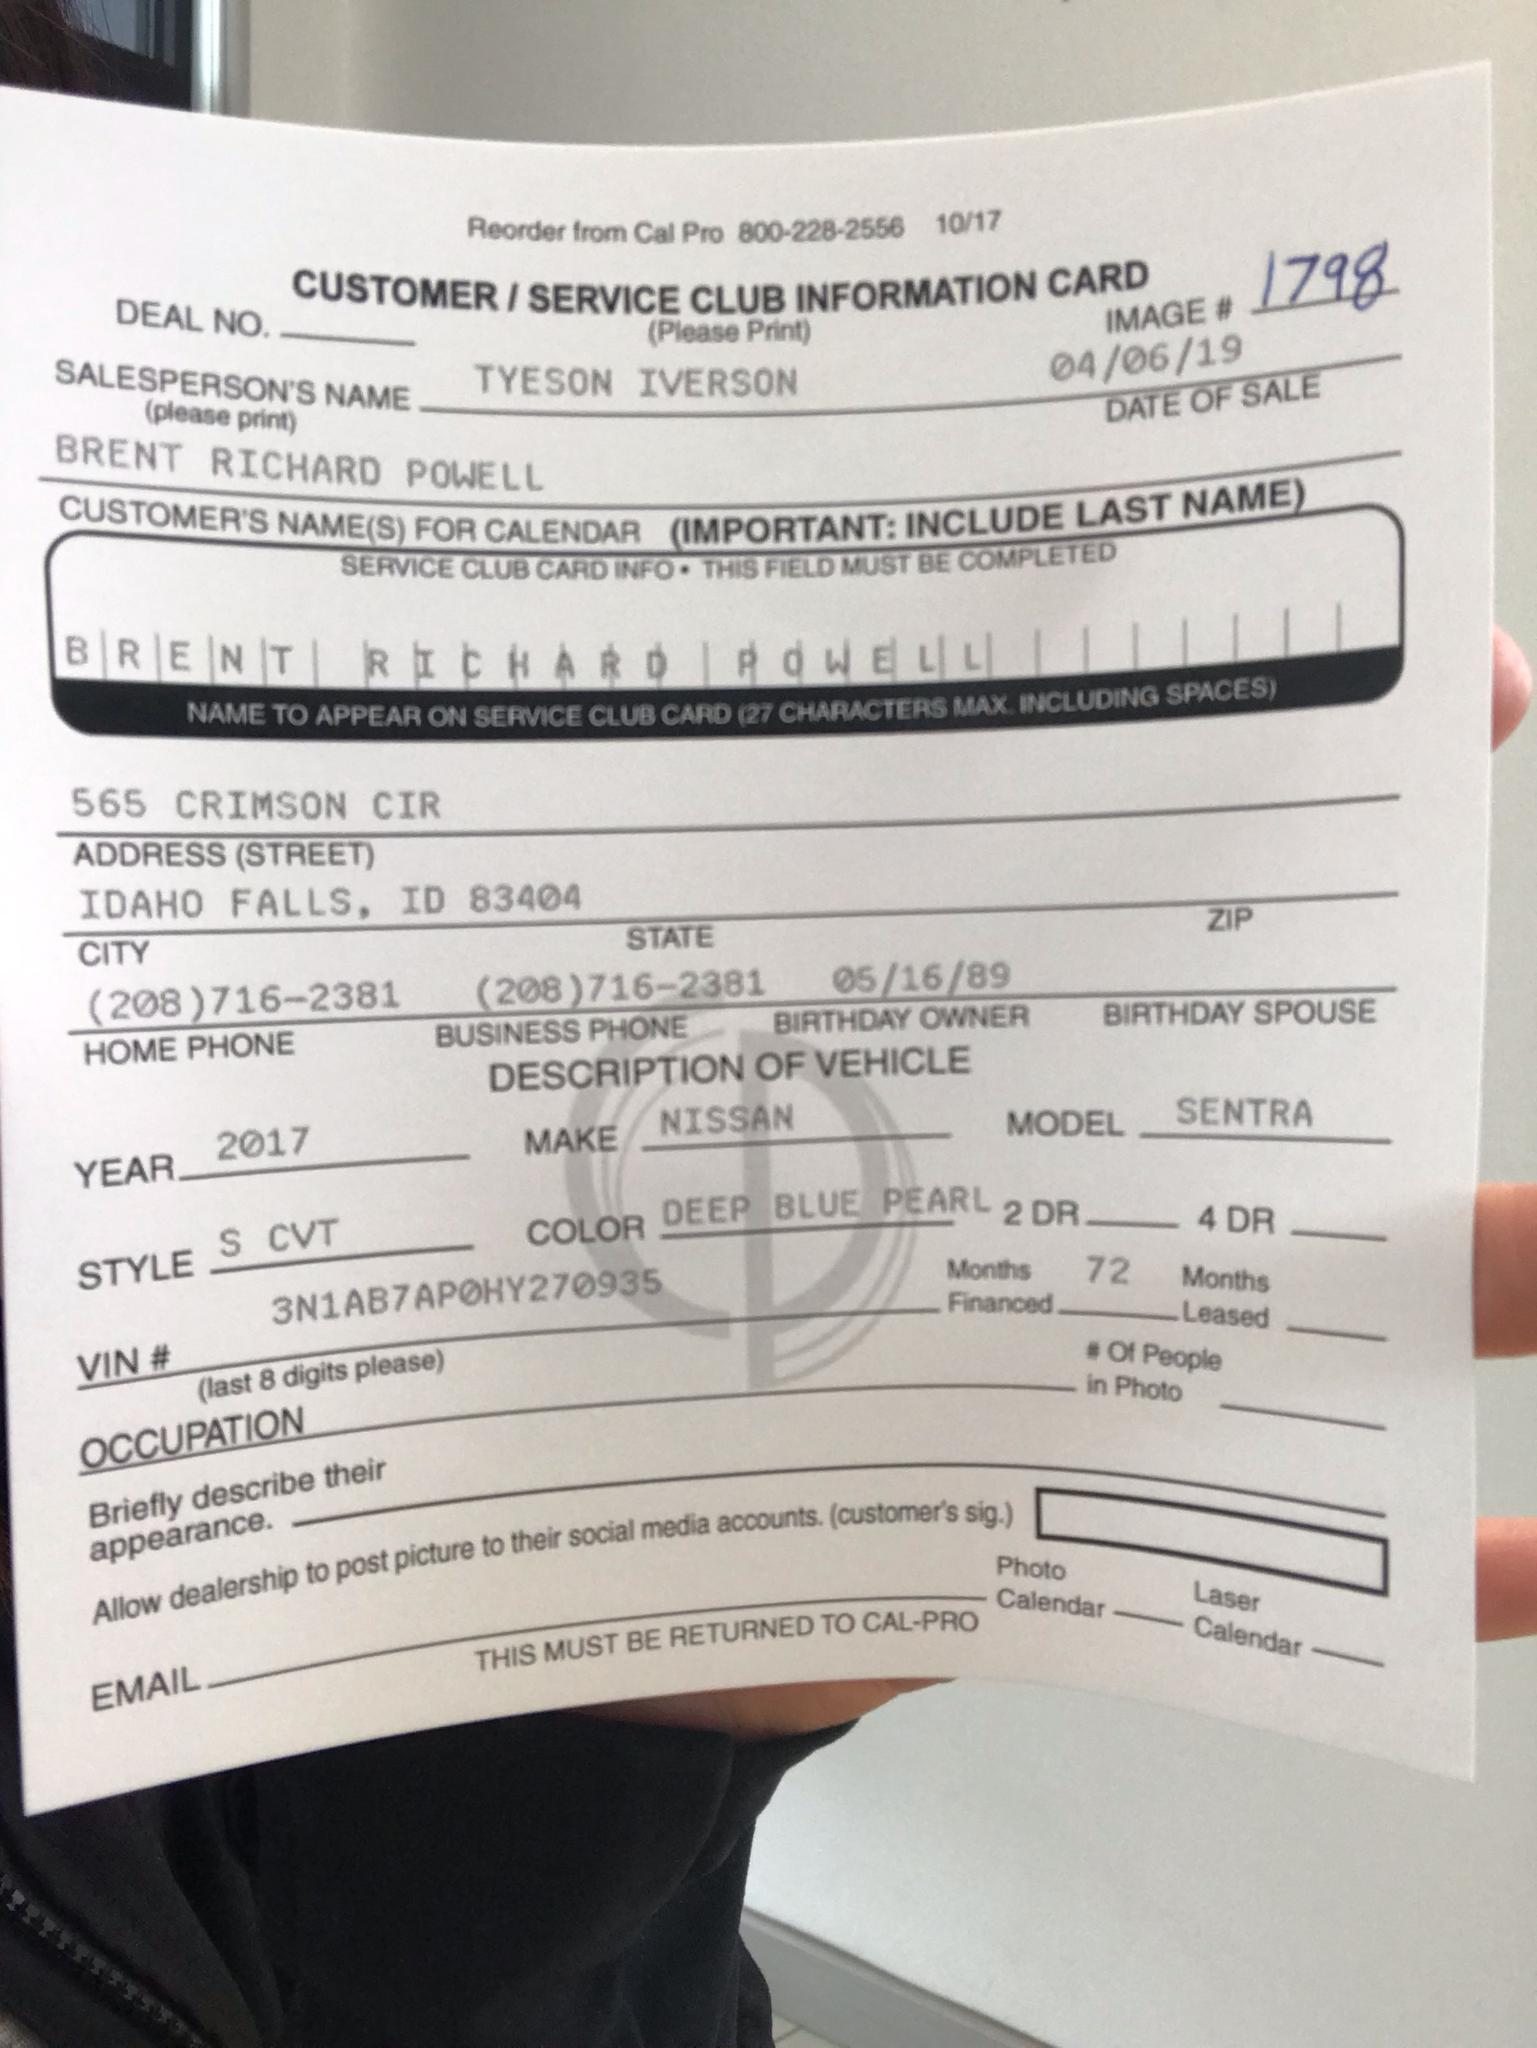 Reorder from Cal Pro 800-228-2556 10/17
CUSTOMER / SERVICE CLUB INFORMATION CARD
DEAL NO.
(Please Print)
IMAGE # 1798
SALESPERSON'S NAME TYESON IVERSON 04/06/19
(please print)
DATE OF SALE
BRENT RICHARD POWELL
CUSTOMER'S NAME(S) FOR CALENDAR (IMPORTANT: INCLUDE LAST NAME)
SERVICE CLUB CARD INFO • THIS FIELD MUST BE COMPLETED
BRENT RICHARD POWELL
NAME TO APPEAR ON SERVICE CLUB CARD (27 CHARACTERS MAX. INCLUDING SPACES)
565 CRIMSON CIR
ADDRESS (STREET)
IDAHO FALLS, ID 83404
CITY STATE ZIP
(208)716-2381 (208)716-2381 05/16/89
HOME PHONE BUSINESS PHONE BIRTHDAY OWNER BIRTHDAY SPOUSE
DESCRIPTION OF VEHICLE
YEAR 2017 MAKE NISSAN MODEL SENTRA
STYLE S CVT COLOR DEEP BLUE PEARL 2 DR 4 DR
VIN # 3N1AB7AP0HY270935 Months Financed 72 Months Leased
(last 8 digits please)
OCCUPATION # Of People in Photo
Briefly describe their
appearance.
Allow dealership to post picture to their social media accounts. (customer's sig.)
EMAIL Photo Calendar Laser Calendar
THIS MUST BE RETURNED TO CAL-PRO